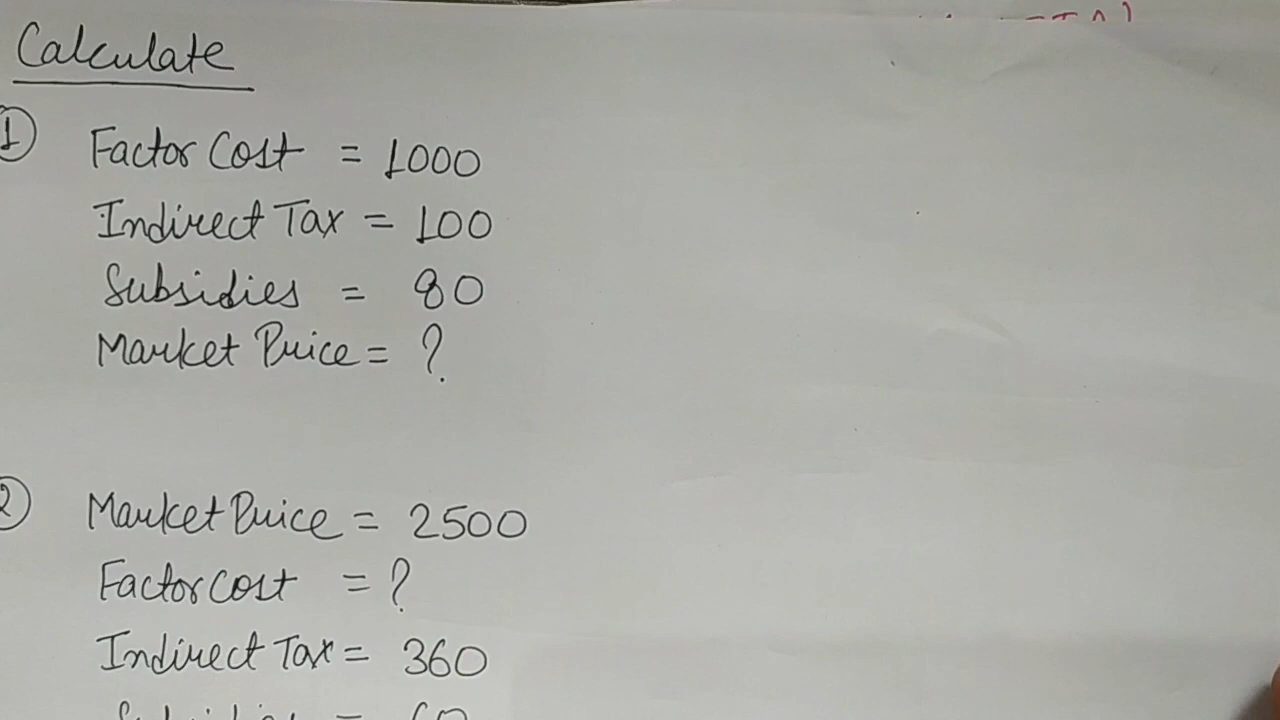 Calculate
① Factor Cost = 1000
Indirect Tax = 100
Subsidies = 80
Market Price = ?
② Market Price = 2500
Factor Cost = ?
Indirect Tax = 360